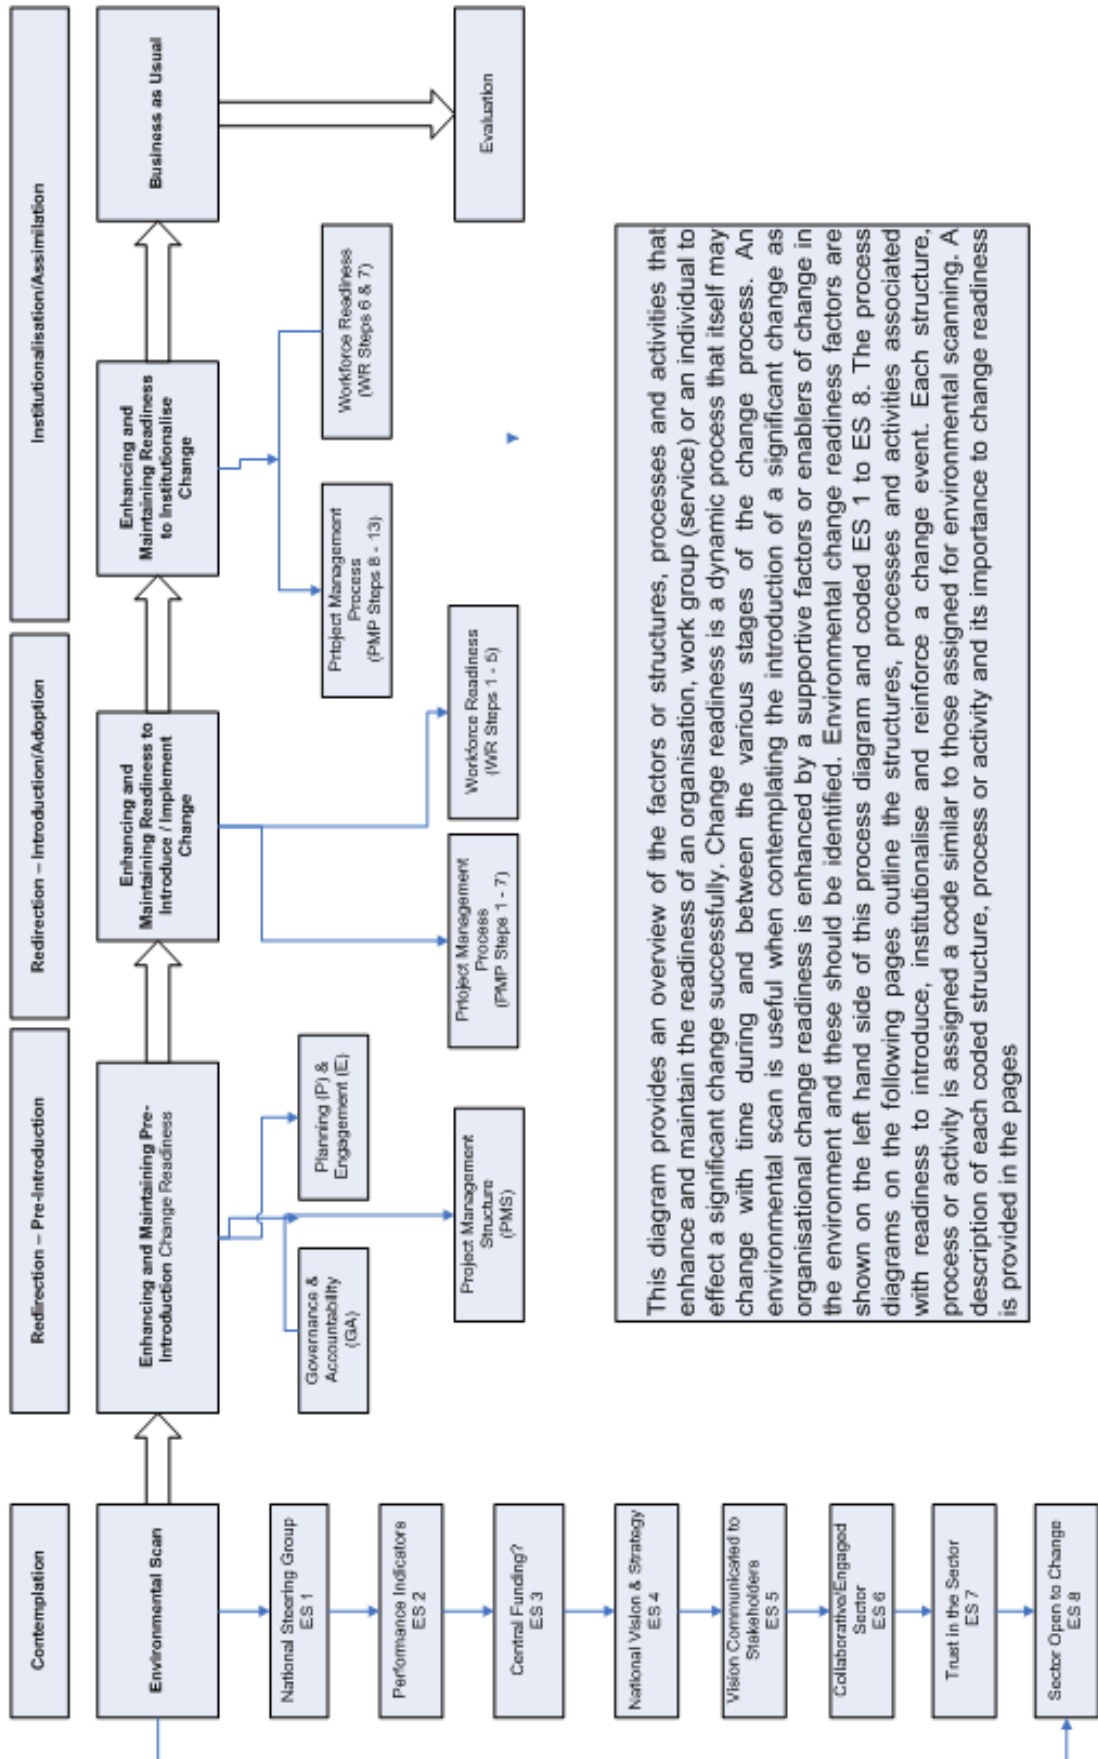 Contemplation
Redirection – Pre-Introduction
Redirection – Introduction/Adoption
Institutionalisation/Assimilation
Environmental Scan
Enhancing and Maintaining Pre-
Introduction Change Readiness
Enhancing and
Maintaining Readiness to
Introduce / Implement
Change
Enhancing and
Maintaining Readiness
to Institutionalise
Change
Business as Usual
National Steering Group
ES 1
Performance Indicators
ES 2
Central Funding?
ES 3
National Vision & Strategy
ES 4
Vision Communicated to
Stakeholders
ES 5
Collaborative/Engaged
Sector
ES 6
Trust in the Sector
ES 7
Sector Open to Change
ES 8
Governance &
Accountability
(GA)
Planning (P) &
Engagement (E)
Project Management
Structure
(PMS)
Project Management
Process
(PMP Steps 1 - 7)
Workforce Readiness
(WR Steps 1 - 5)
Project Management
Process
(PMP Steps 8 - 13)
Workforce Readiness
(WR Steps 6 & 7)
Evaluation
This diagram provides an overview of the factors or structures, processes and activities that
enhance and maintain the readiness of an organisation, work group (service) or an individual to
effect a significant change successfully. Change readiness is a dynamic process that itself may
change with time during and between the various stages of the change process. An
environmental scan is useful when contemplating the introduction of a significant change as
organisational change readiness is enhanced by a supportive factors or enablers of change in
the environment and these should be identified. Environmental change readiness factors are
shown on the left hand side of this process diagram and coded ES 1 to ES 8. The process
diagrams on the following pages outline the structures, processes and activities associated
with readiness to introduce, institutionalise and reinforce a change event. Each structure,
process or activity is assigned a code similar to those assigned for environmental scanning. A
description of each coded structure, process or activity and its importance to change readiness
is provided in the pages